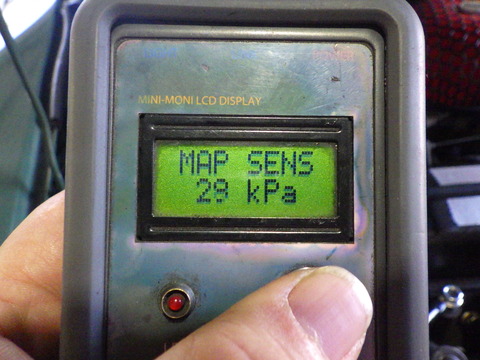 MINI-MONI LCD DISPLAY
MAP SENS
29 kPa